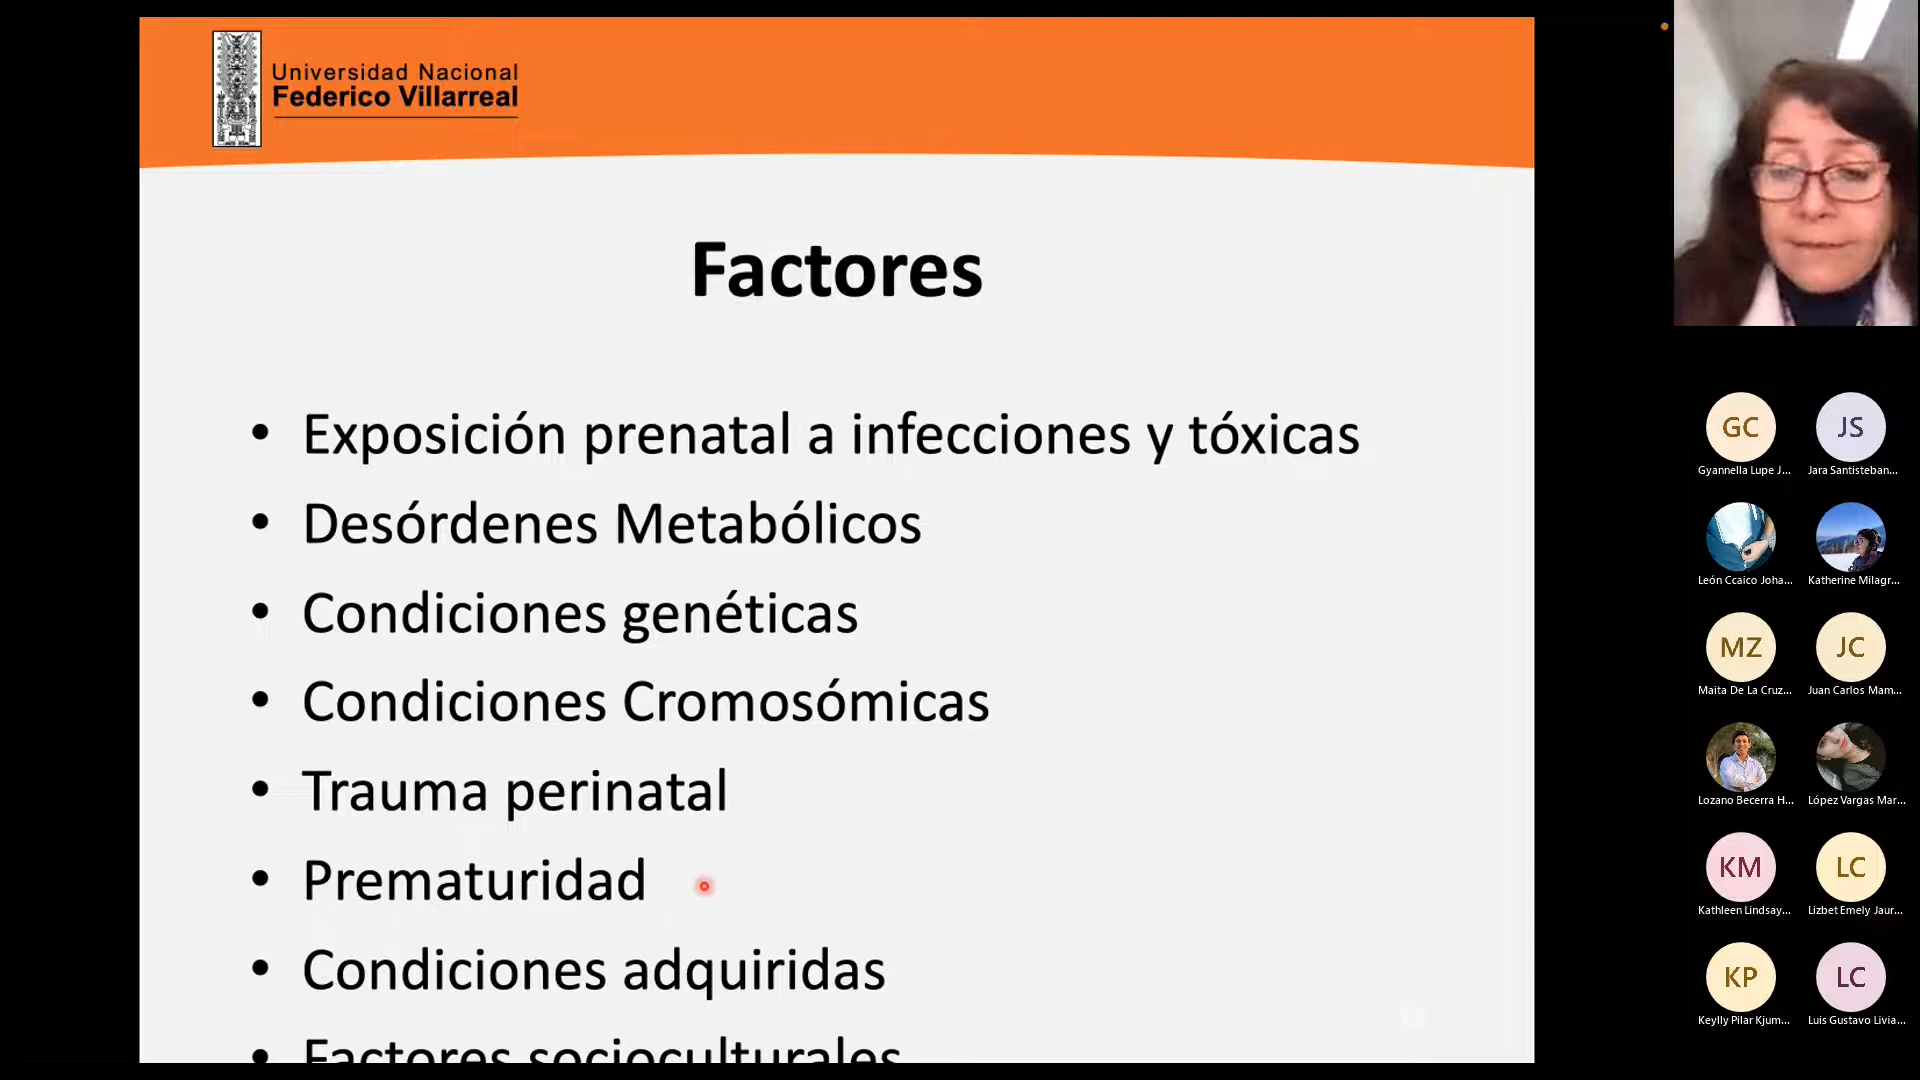 Universidad Nacional
Federico Villarreal
Factores
• Exposición prenatal a infecciones y tóxicas
• Desórdenes Metabólicos
• Condiciones genéticas
• Condiciones Cromosómicas
• Trauma perinatal
• Prematuridad
• Condiciones adquiridas
• Factores socioculturales
GC JS
Gyannella Lupe J... Jara Santisteban...
León Ccaico Joha... Katherine Milagr...
MZ JC
Maita De La Cruz... Juan Carlos Mam...
Lozano Becerra H... López Vargas Mar...
KM LC
Kathleen Lindsay... Lizbet Emely Jaur...
KP LC
Keylly Pilar Kjum... Luis Gustavo Livia...